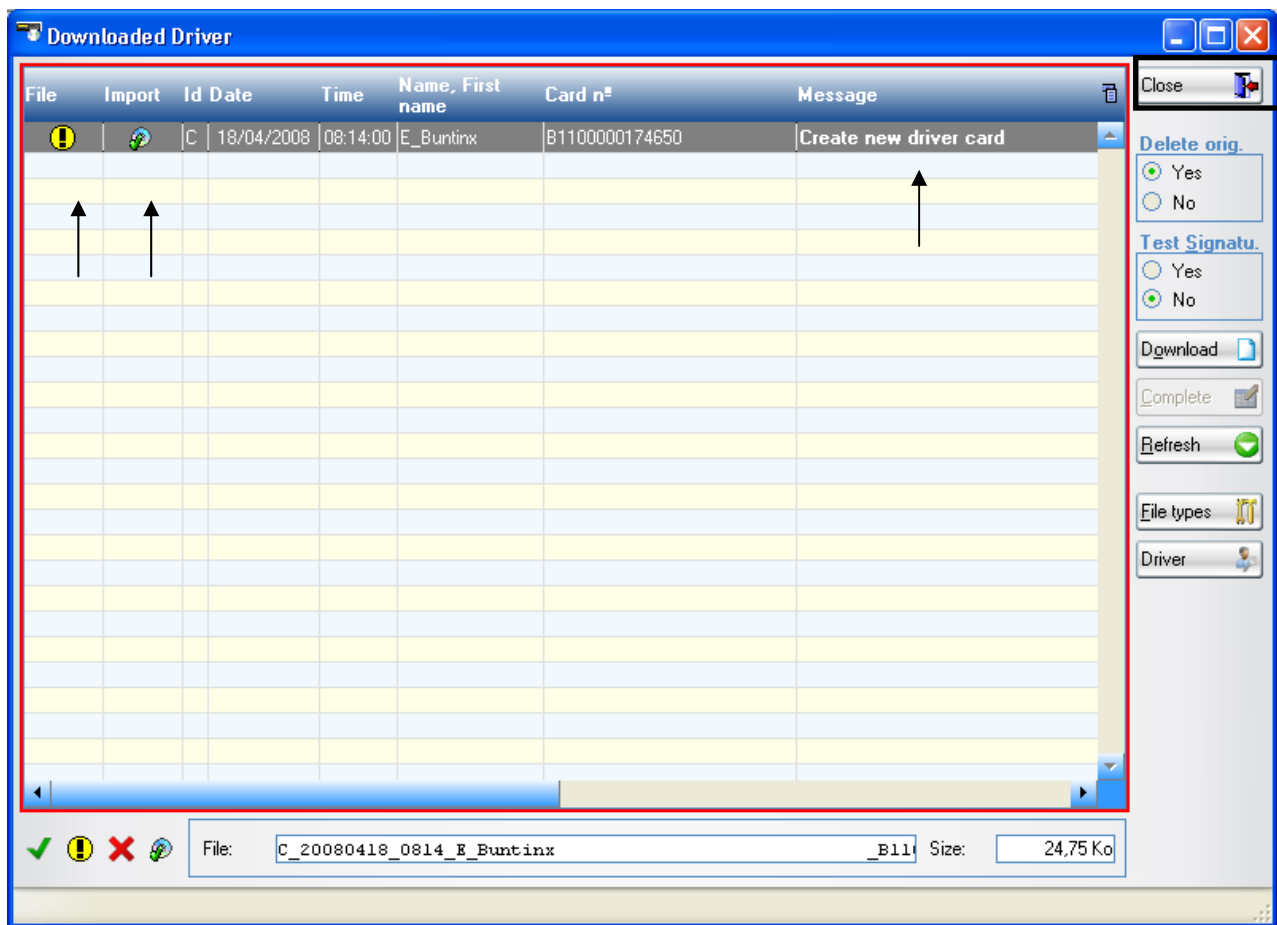 Downloaded Driver
File Import Id Date Time Name, First name Card nº Message
C 18/04/2008 08:14:00 E_Buntinx B1100000174650 Create new driver card
Close
Delete orig.
Yes
No
Test Signatu.
Yes
No
Download
Complete
Refresh
File types
Driver
File: C_20080418_0814_E_Buntinx _B11 Size: 24,75 Ko